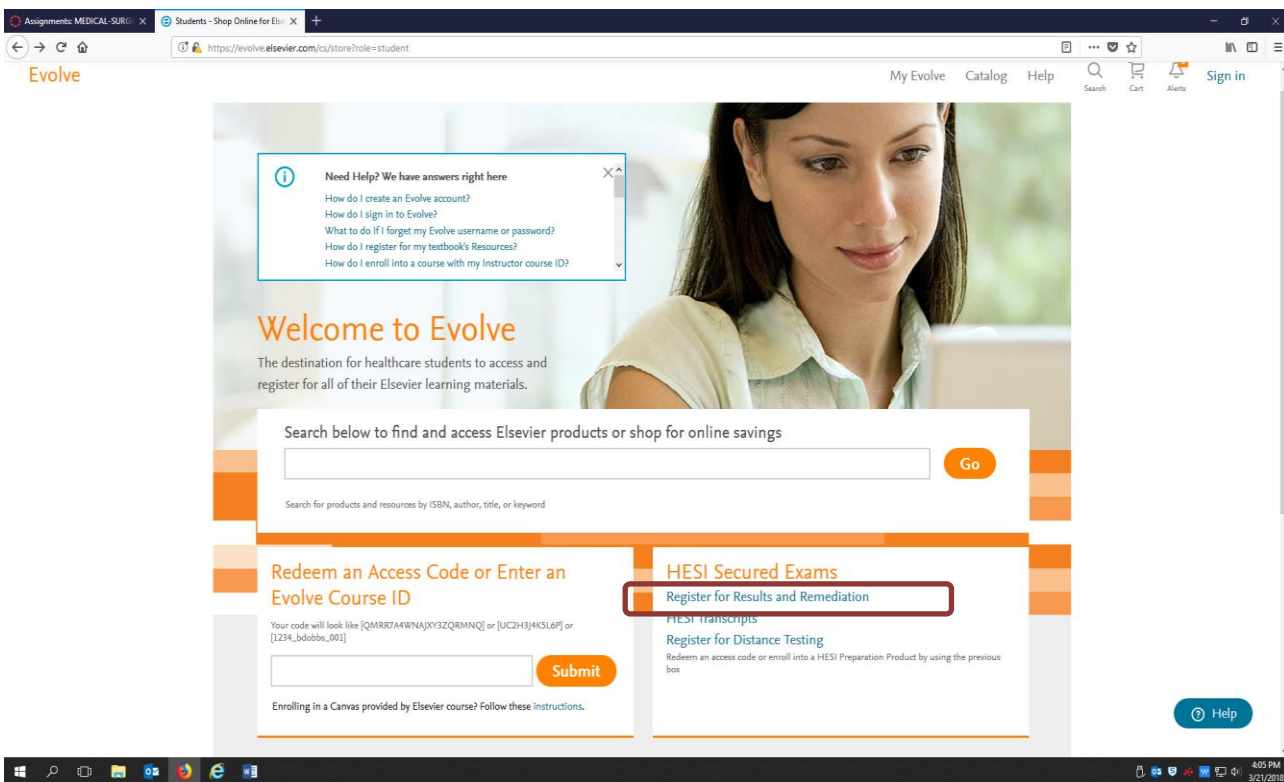 Assignments: MEDICAL-SURG
Students - Shop Online for Else
https://evolve.elsevier.com/cs/store?role=student
Evolve
My Evolve Catalog Help Search Cart Alerts Sign in
Need Help? We have answers right here
How do I create an Evolve account?
How do I sign in to Evolve?
What to do if I forget my Evolve username or password?
How do I register for my textbook's Resources?
How do I enroll into a course with my Instructor course ID?
Welcome to Evolve
The destination for healthcare students to access and
register for all of their Elsevier learning materials.
Search below to find and access Elsevier products or shop for online savings
Go
Search for products and resources by ISBN, author, title, or keyword
Redeem an Access Code or Enter an
Evolve Course ID
Your code will look like [QMRR7A4WNAJXY3ZQRMNQ] or [UC2H3J4K5L6P] or
[1234_bdobbs_001]
Submit
Enrolling in a Canvas provided by Elsevier course? Follow these instructions.
HESI Secured Exams
Register for Results and Remediation
HESI Transcripts
Register for Distance Testing
Redeem an access code or enroll into a HESI Preparation Product by using the previous
box
Help
4:05 PM
3/21/2018